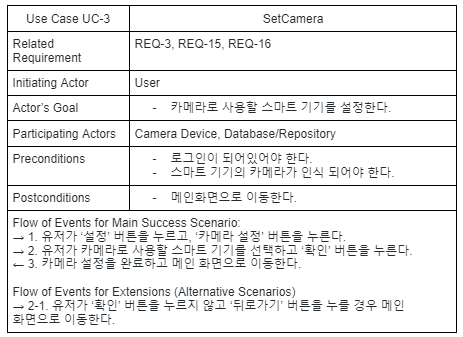 Use Case UC-3 SetCamera
Related REQ-3, REQ-15, REQ-16
Requirement
Initiating Actor User
Actor's Goal - 카메라로 사용할 스마트 기기를 설정한다.
Participating Actors Camera Device, Database/Repository
Preconditions - 로그인이 되어있어야 한다.
- 스마트 기기의 카메라가 인식 되어야 한다.
Postconditions - 메인화면으로 이동한다.
Flow of Events for Main Success Scenario:
→ 1. 유저가 '설정' 버튼을 누르고, '카메라 설정' 버튼을 누른다.
→ 2. 유저가 카메라로 사용할 스마트 기기를 선택하고 '확인' 버튼을 누른다.
← 3. 카메라 설정을 완료하고 메인 화면으로 이동한다.
Flow of Events for Extensions (Alternative Scenarios)
→ 2-1. 유저가 '확인' 버튼을 누르지 않고 '뒤로가기' 버튼을 누를 경우 메인
화면으로 이동한다.